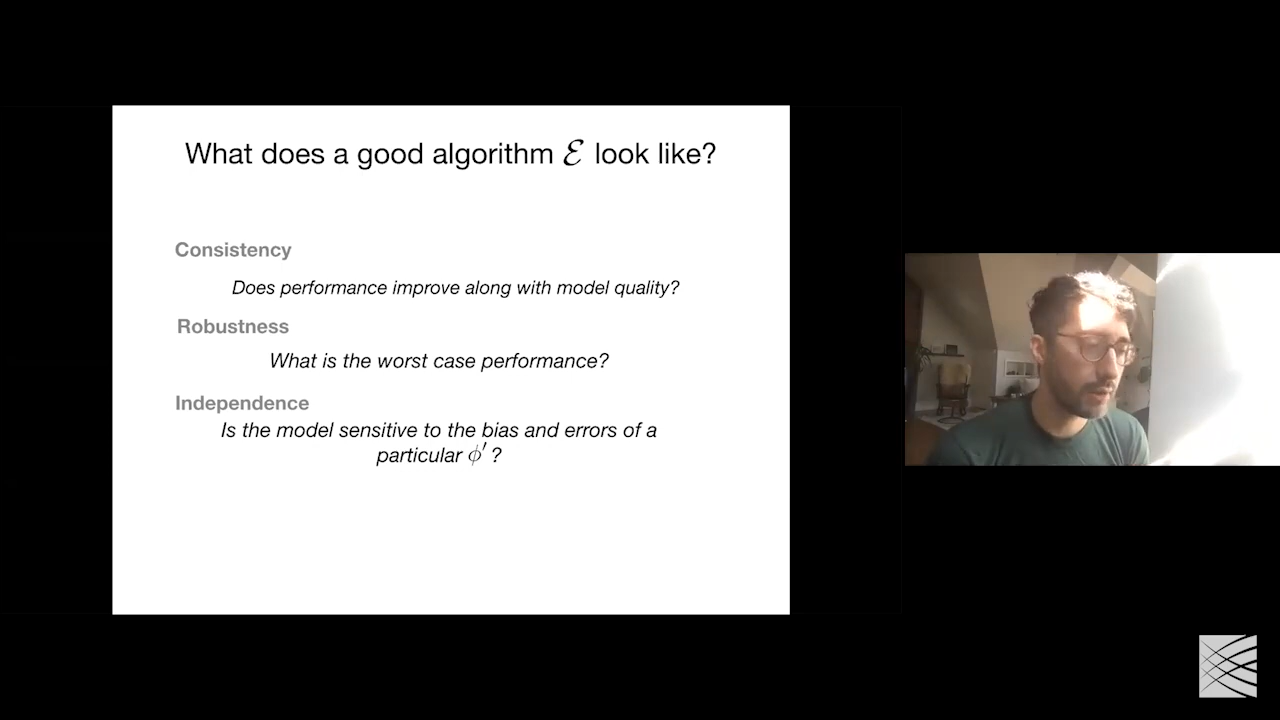 What does a good algorithm ℰ look like?
Consistency
Does performance improve along with model quality?
Robustness
What is the worst case performance?
Independence
Is the model sensitive to the bias and errors of a
particular ϕ′ ?